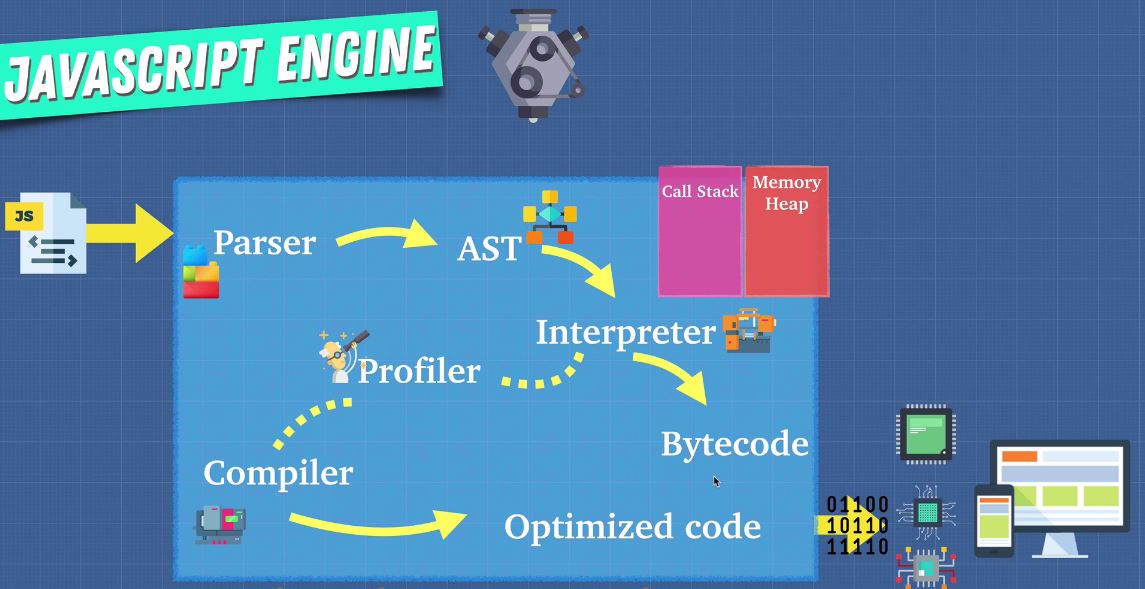 JAVASCRIPT ENGINE
JS
Call Stack
Memory
Heap
Parser
AST
Interpreter
Profiler
Bytecode
Compiler
Optimized code
01100
10110
11110